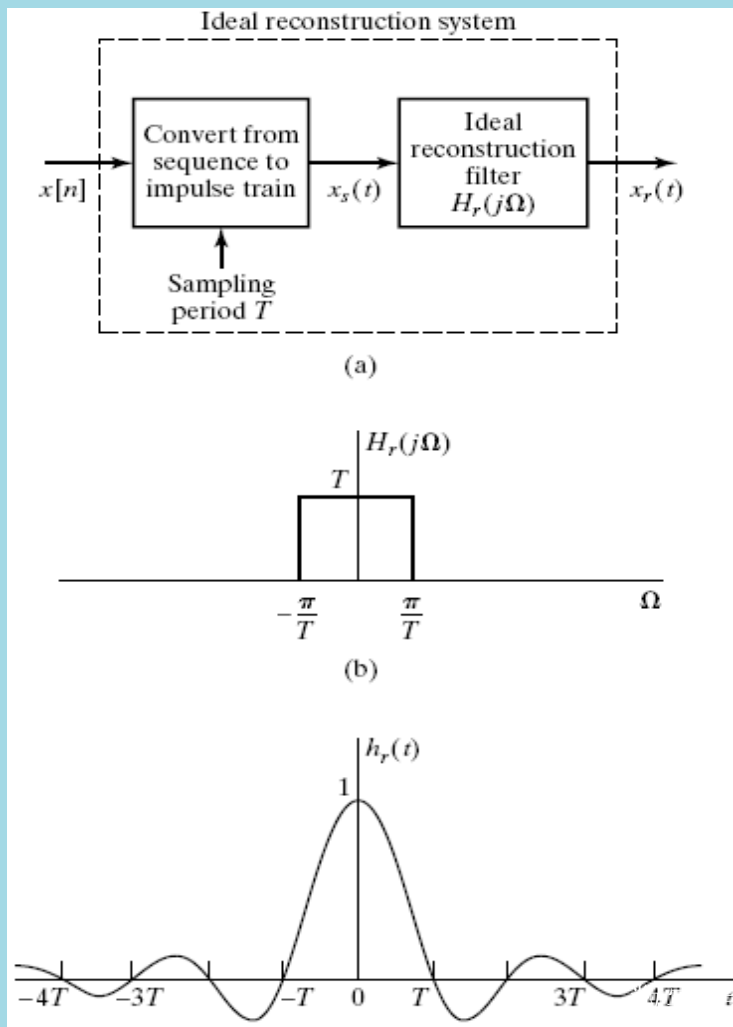 Ideal reconstruction system
Convert from
sequence to
impulse train
Ideal
reconstruction
filter
H_r(jΩ)
x[n]
x_s(t)
x_r(t)
Sampling
period T
(a)
H_r(jΩ)
T
-π/T
π/T
Ω
(b)
h_r(t)
1
−4T −3T −T 0 T 3T 4T t